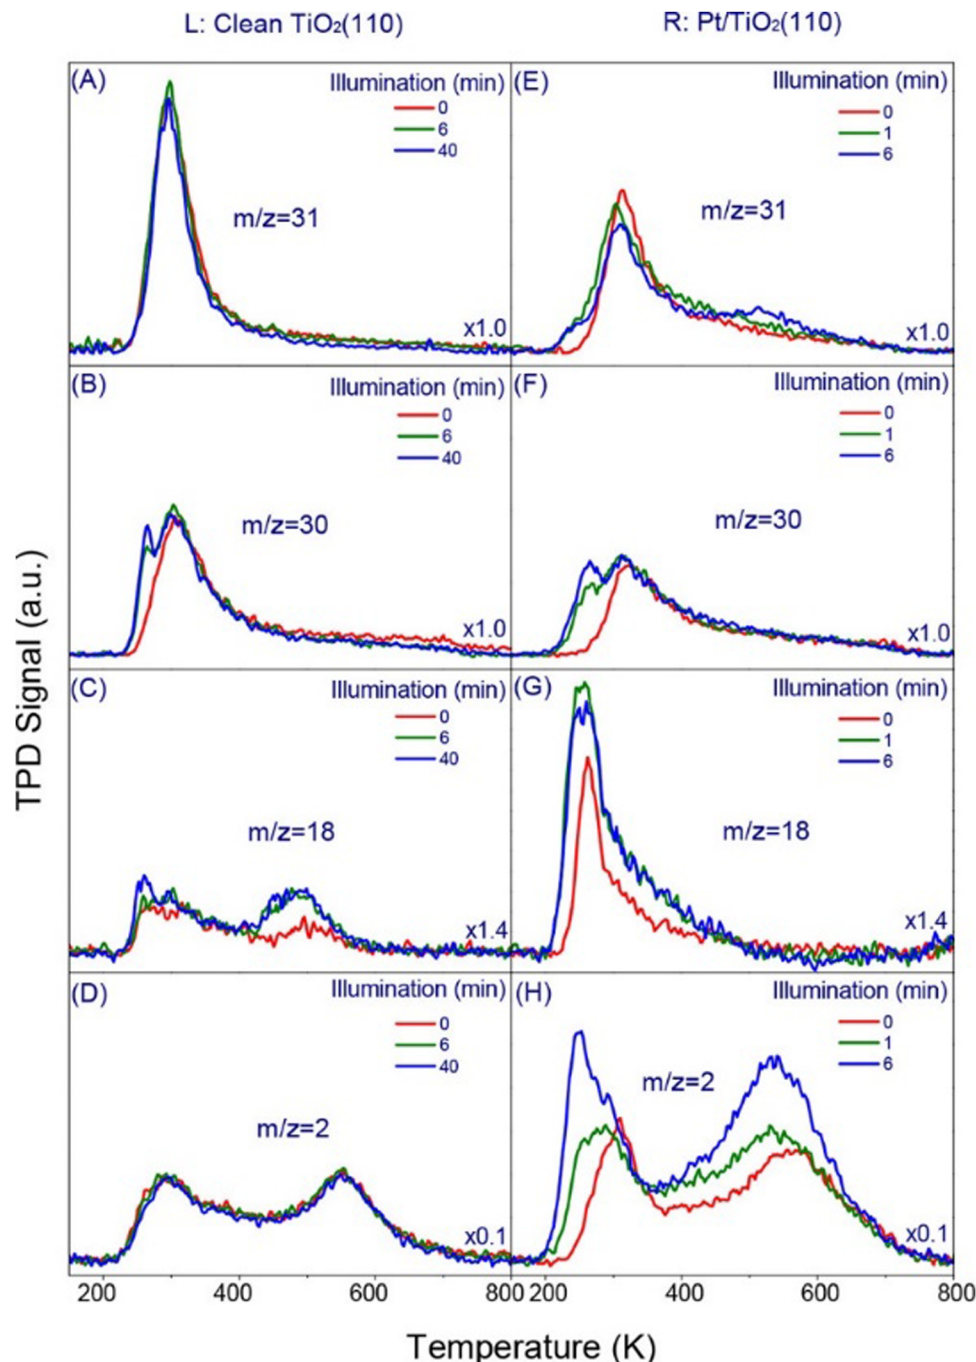 L: Clean TiO₂(110)
R: Pt/TiO₂(110)
(A)
Illumination (min)
0
6
40
m/z=31
x1.0
(E)
Illumination (min)
0
1
6
m/z=31
x1.0
(B)
Illumination (min)
0
6
40
m/z=30
x1.0
(F)
Illumination (min)
0
1
6
m/z=30
x1.0
(C)
Illumination (min)
0
6
40
m/z=18
x1.4
(G)
Illumination (min)
0
1
6
m/z=18
x1.4
(D)
Illumination (min)
0
6
40
m/z=2
x0.1
(H)
Illumination (min)
0
1
6
m/z=2
x0.1
TPD Signal (a.u.)
200 400 600 800 200 400 600 800
Temperature (K)